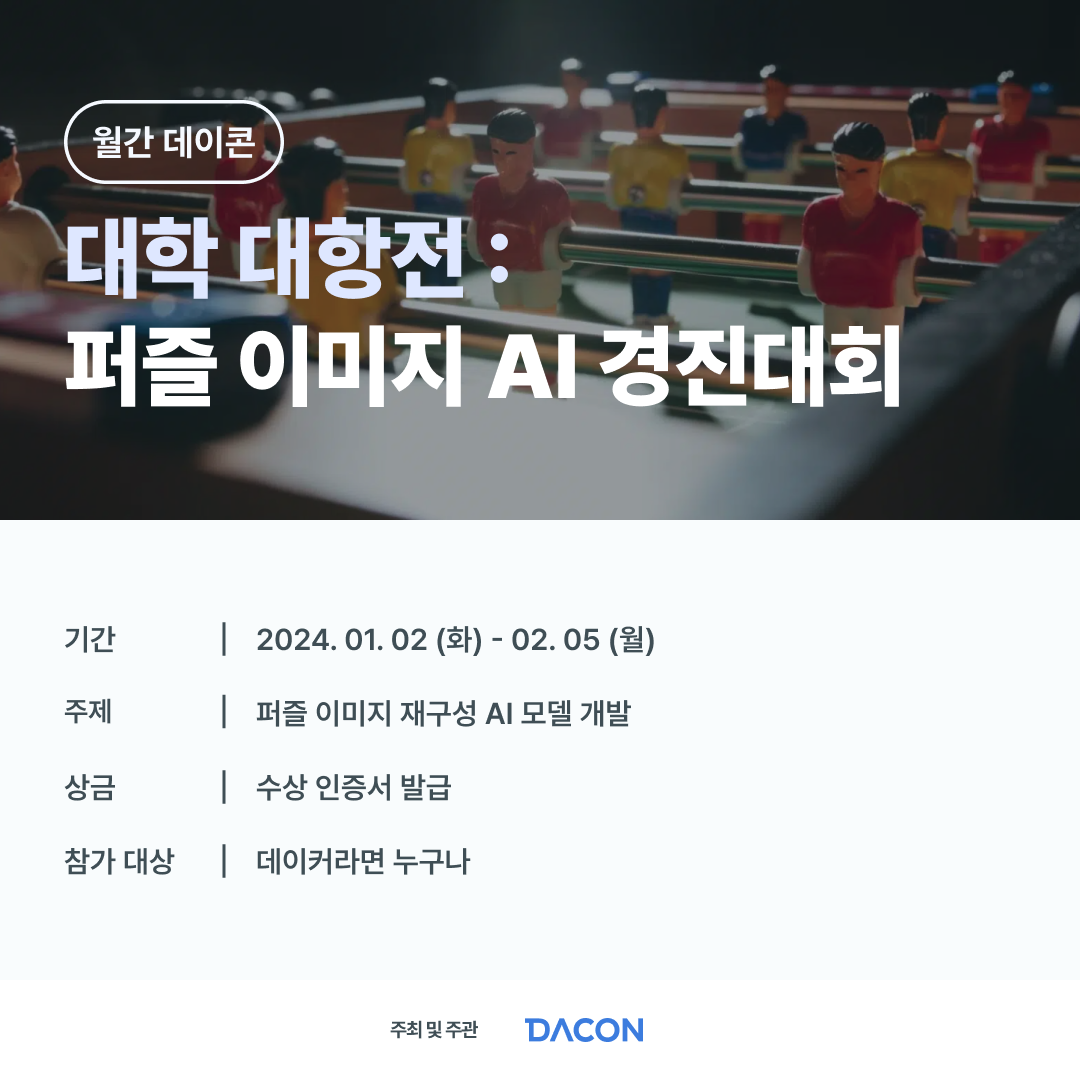 월간 데이콘
대학 대항전 :
퍼즐 이미지 AI 경진대회
기간 | 2024. 01. 02 (화) - 02. 05 (월)
주제 | 퍼즐 이미지 재구성 AI 모델 개발
상금 | 수상 인증서 발급
참가 대상 | 데이커라면 누구나
주최 및 주관 DACON